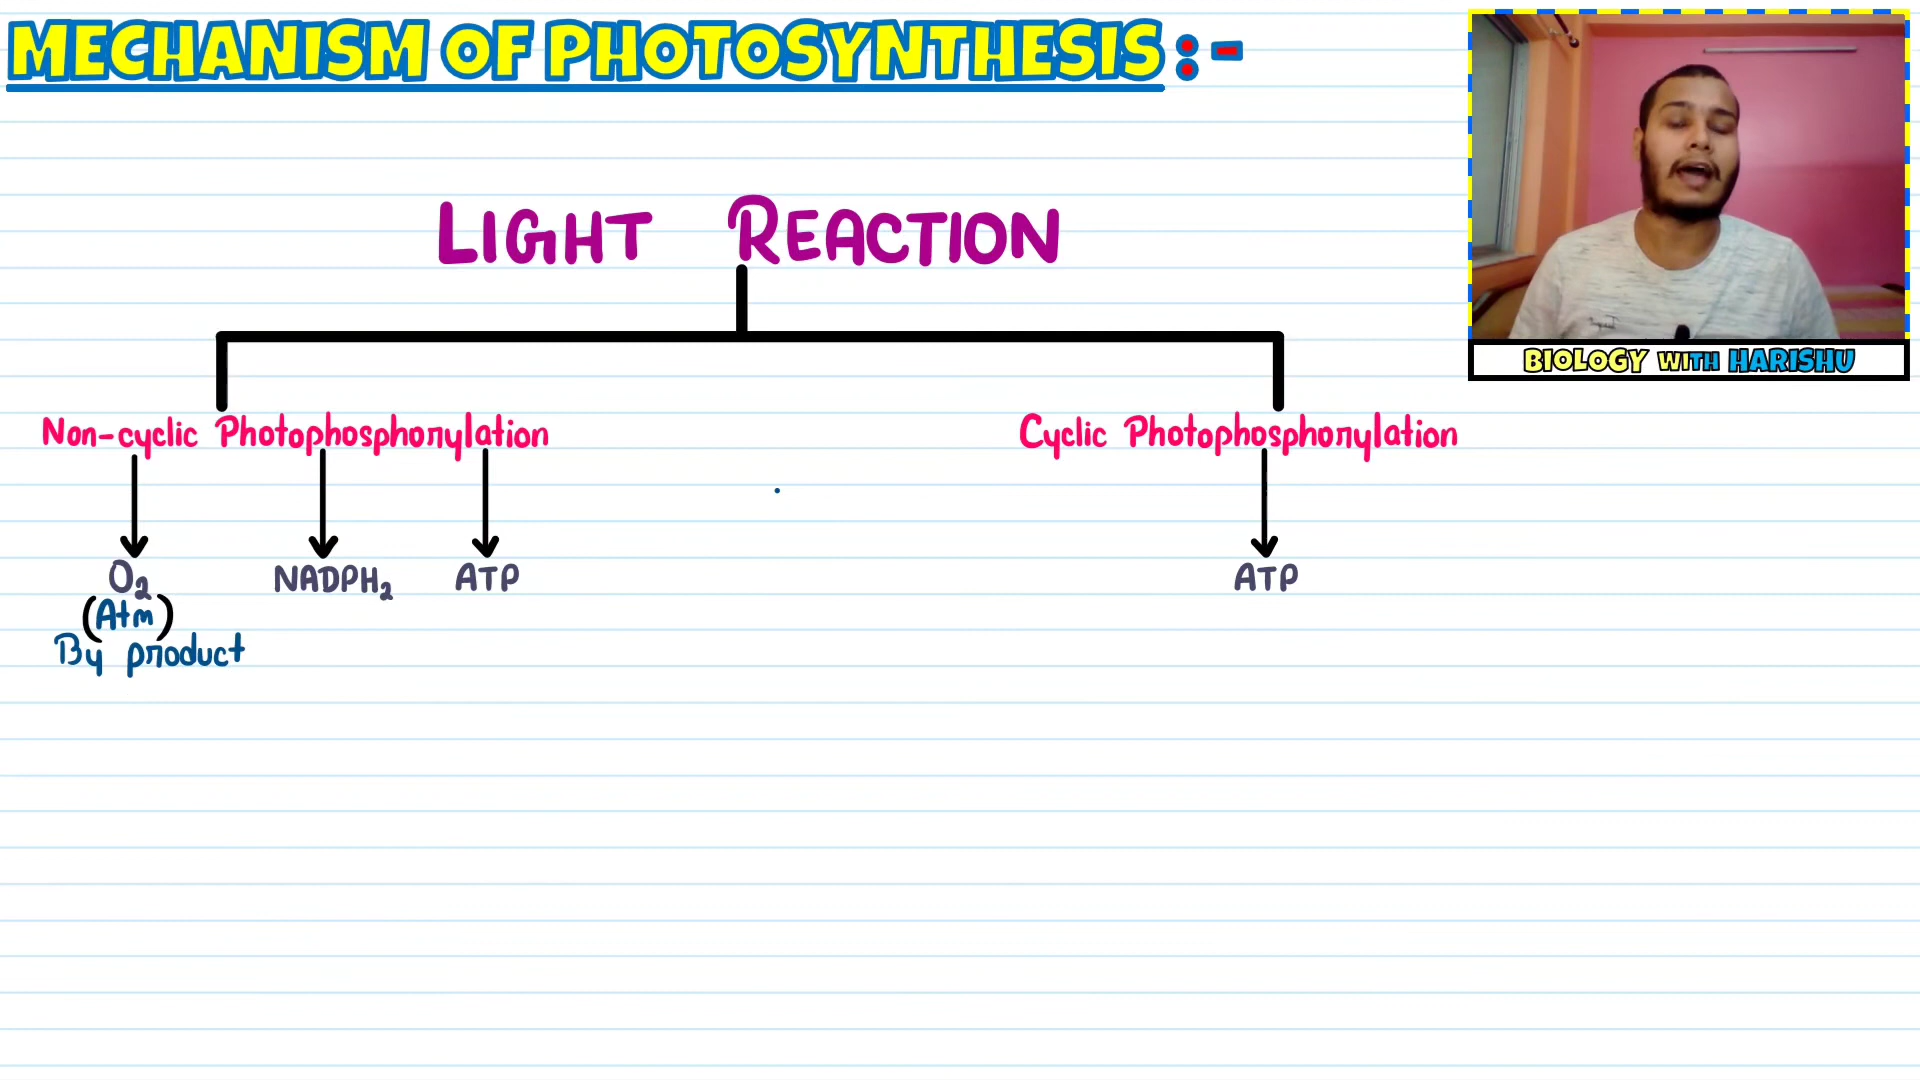 MECHANISM OF PHOTOSYNTHESIS :-
LIGHT REACTION
BIOLOGY WITH HARISHU
Non-cyclic Photophosphorylation
Cyclic Photophosphorylation
O₂ NADPH₂ ATP
ATP
(Atm)
By product